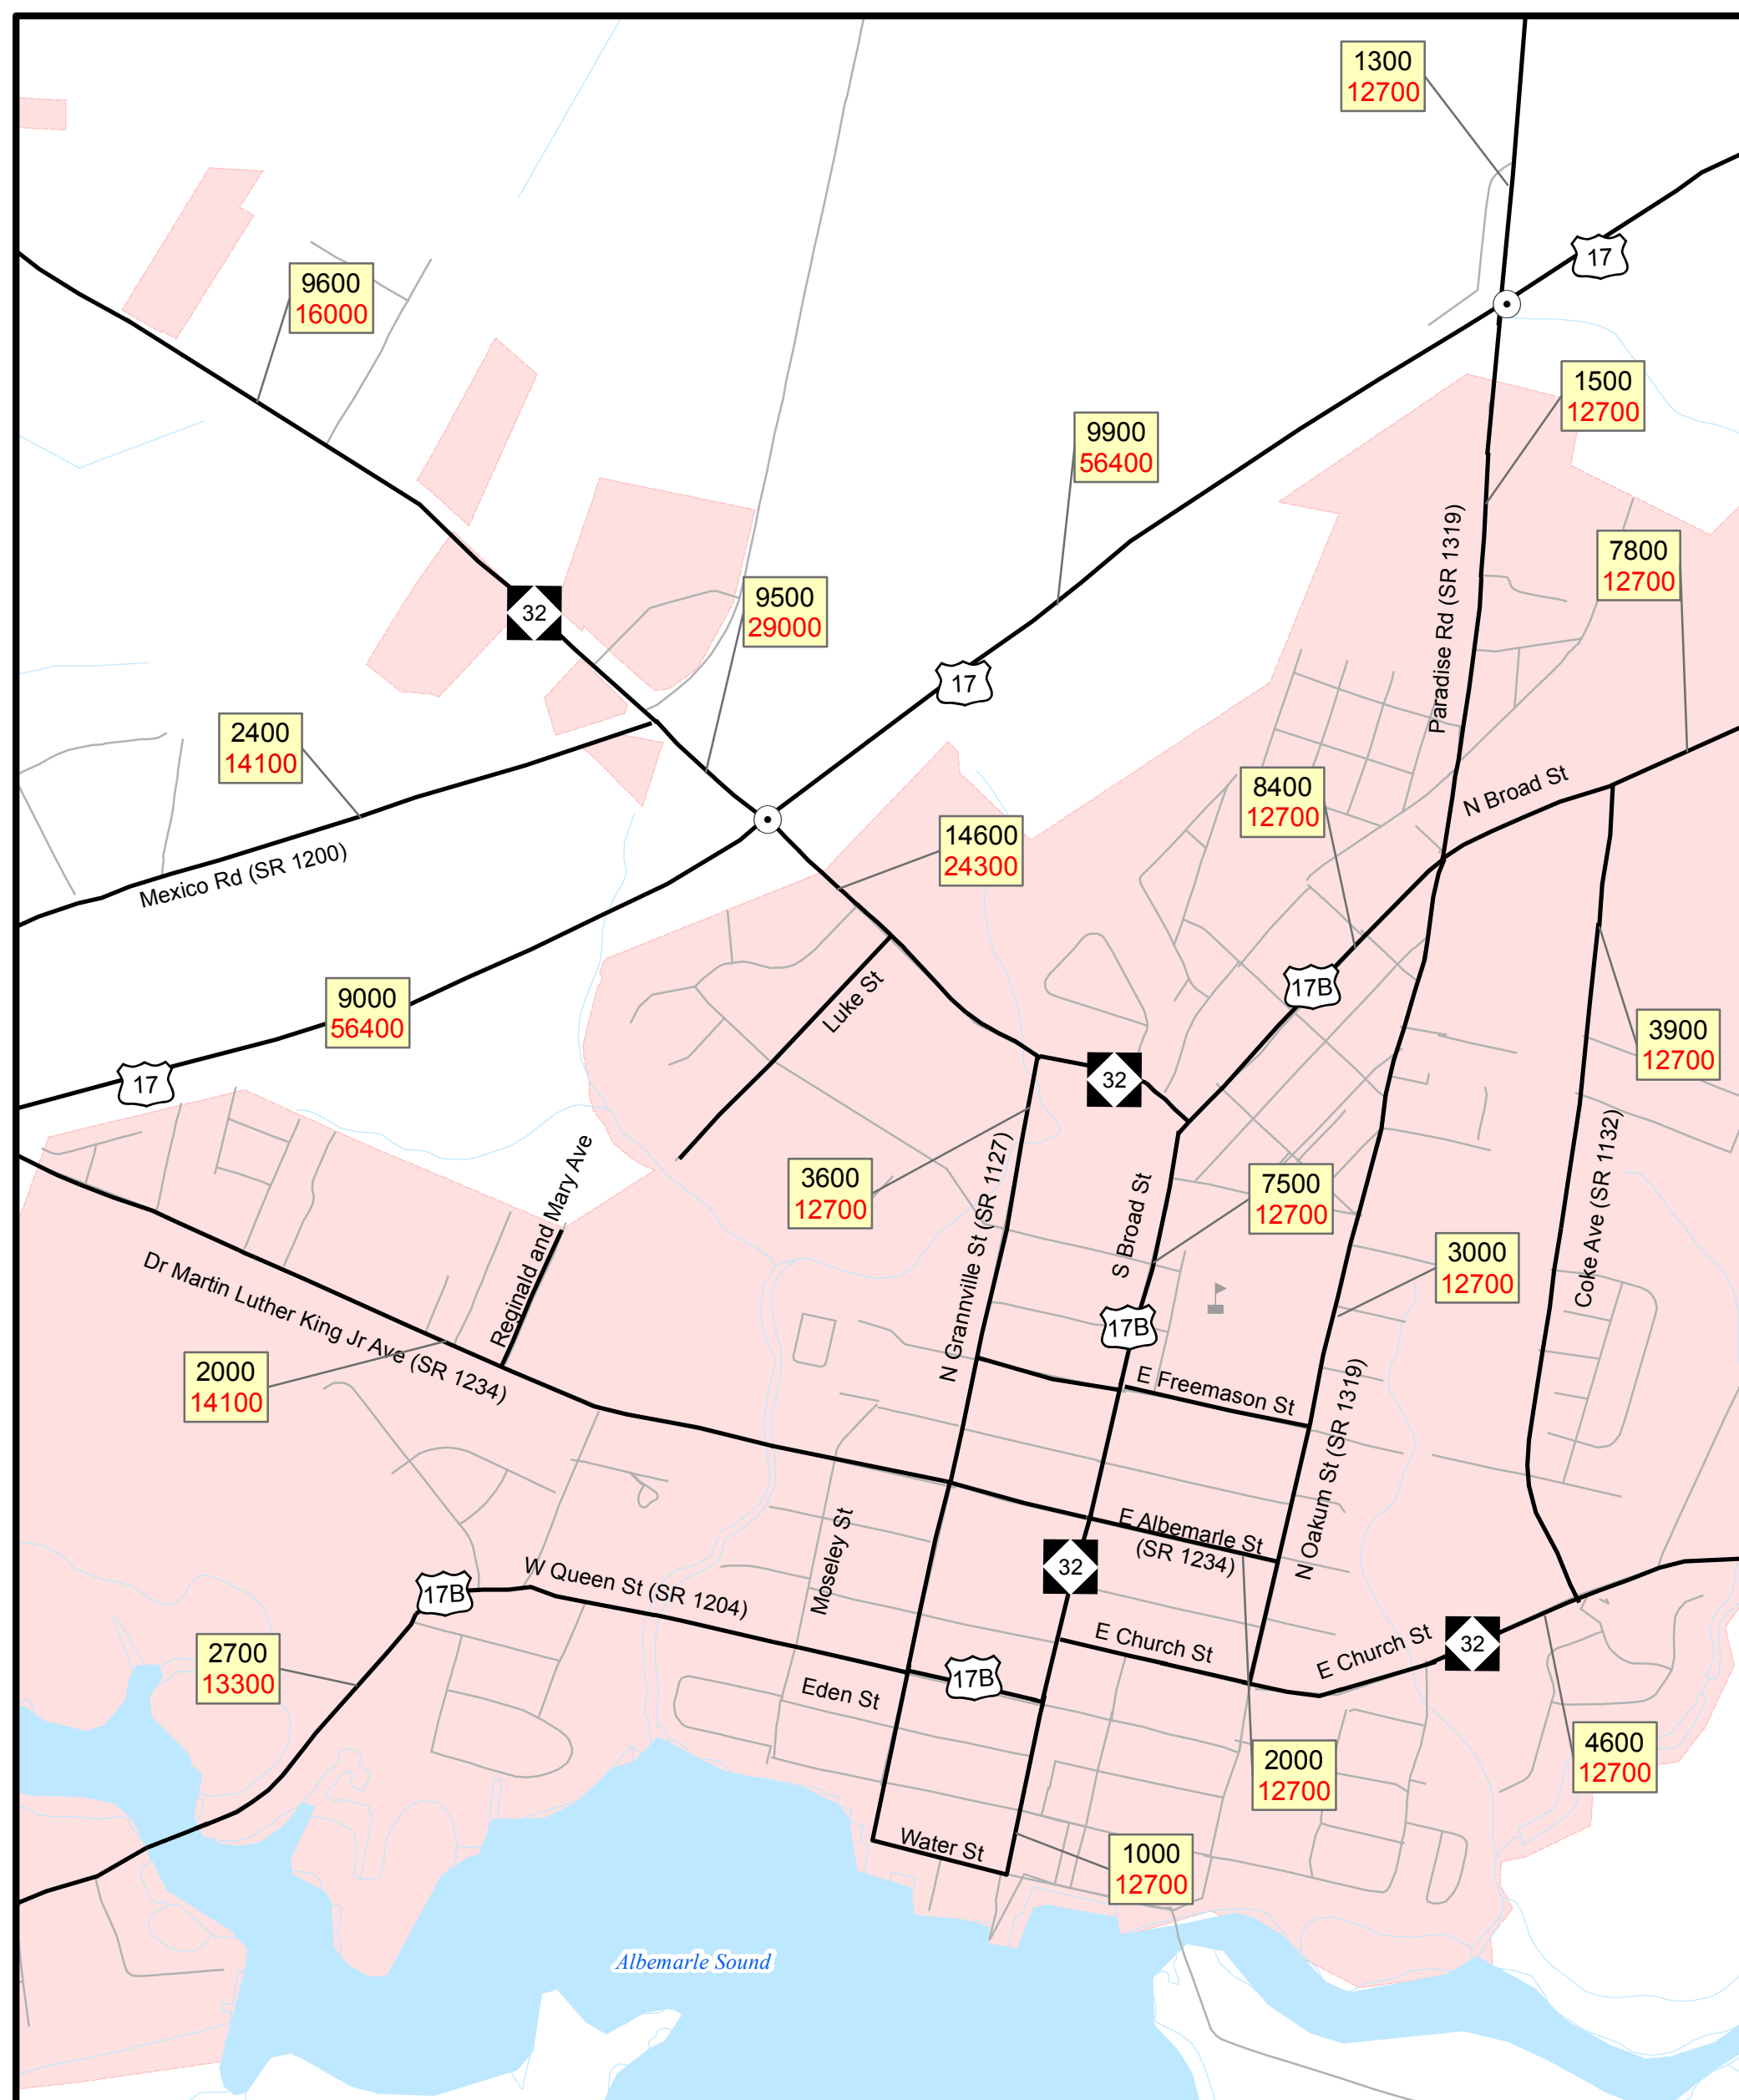 1300
12700
17
9600
16000
1500
12700
9900
56400
7800
12700
Paradise Rd (SR 1319)
32
9500
29000
17
2400
14100
8400
12700
N Broad St
14600
24300
Mexico Rd (SR 1200)
17B
Luke St
9000
56400
3900
12700
17
32
3600
12700
7500
12700
N Grannville St (SR 1127)
S Broad St
Coke Ave (SR 1132)
Reginald and Mary Ave
3000
12700
Dr Martin Luther King Jr Ave (SR 1234)
17B
2000
14100
E Freemason St
N Oakum St (SR 1319)
E Albemarle St
(SR 1234)
Moseley St
32
W Queen St (SR 1204)
17B
E Church St
E Church St
32
2700
13300
17B
Eden St
4600
12700
2000
12700
Water St
1000
12700
Albemarle Sound